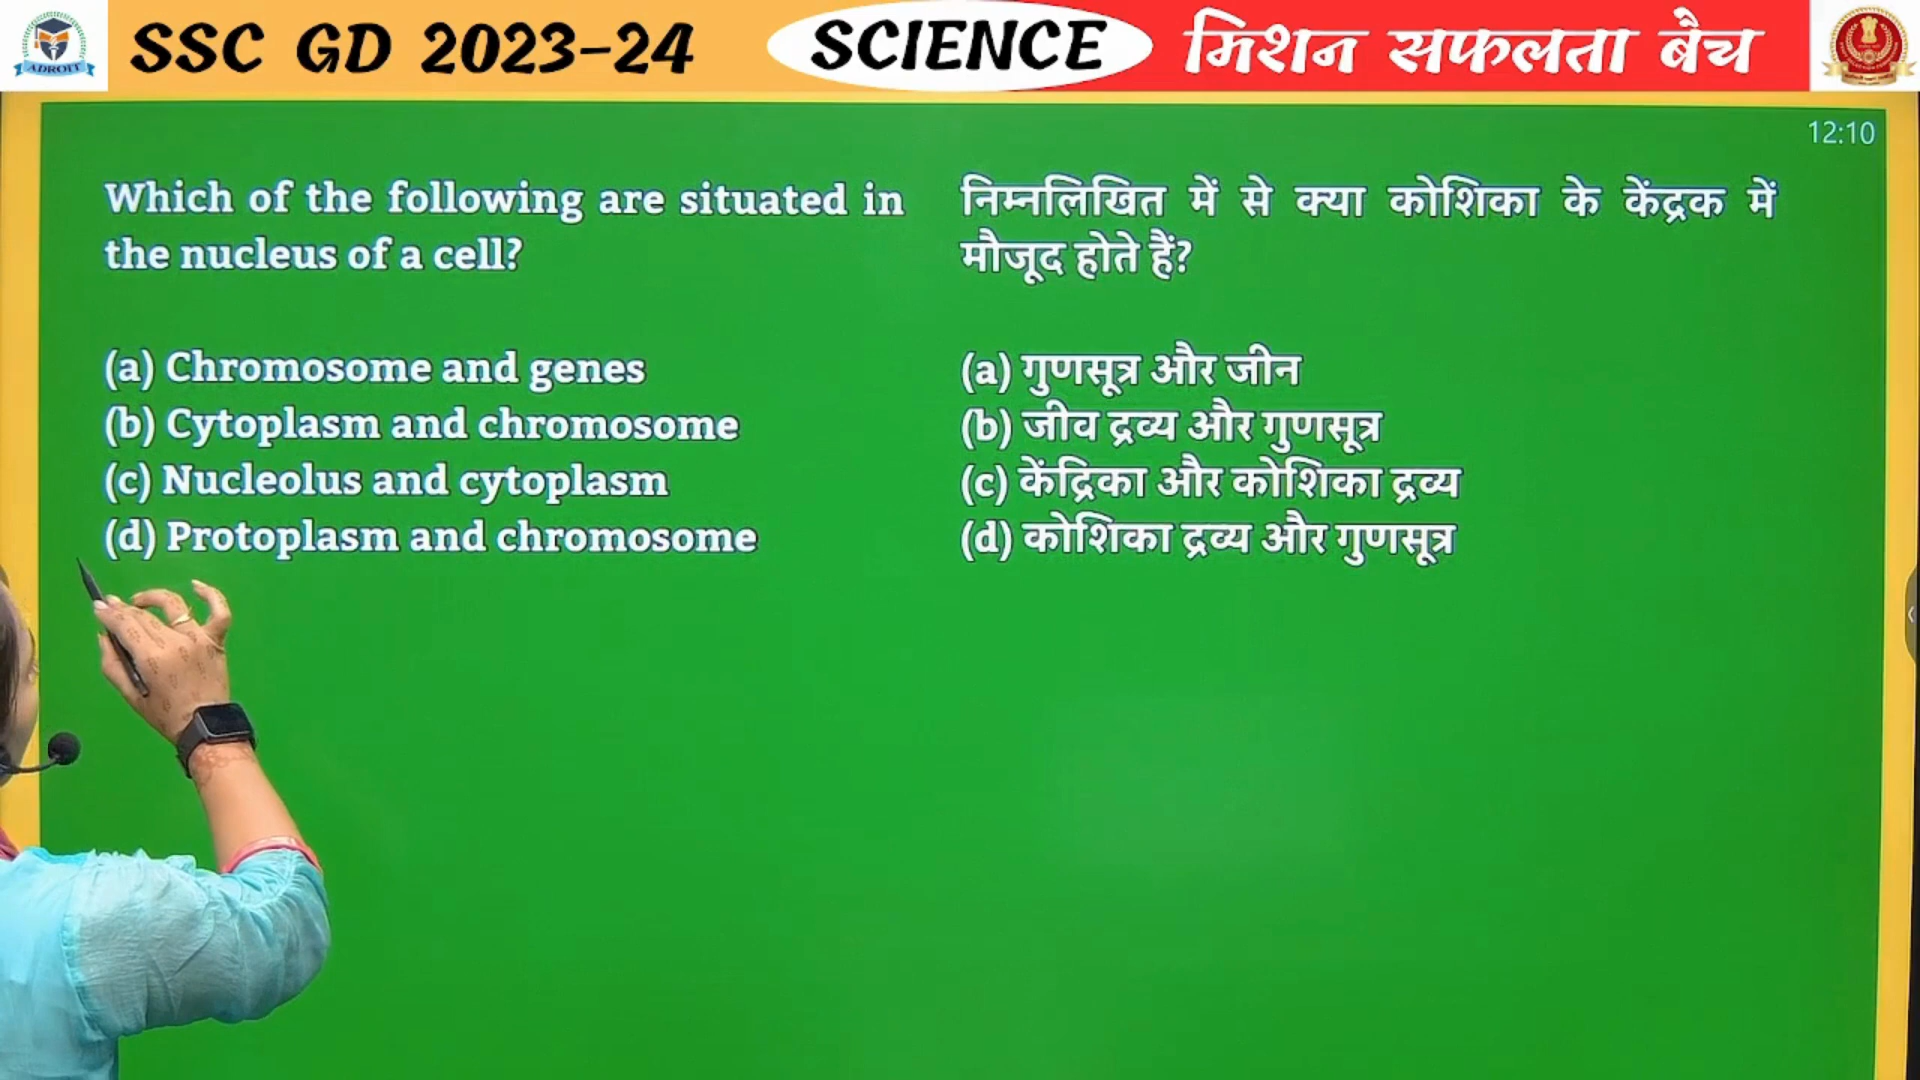 ADROIT
SSC GD 2023-24
SCIENCE
मिशन सफलता बैच
12:10
Which of the following are situated in
the nucleus of a cell?
(a) Chromosome and genes
(b) Cytoplasm and chromosome
(c) Nucleolus and cytoplasm
(d) Protoplasm and chromosome
निम्नलिखित में से क्या कोशिका के केंद्रक में
मौजूद होते हैं?
(a) गुणसूत्र और जीन
(b) जीव द्रव्य और गुणसूत्र
(c) केंद्रिका और कोशिका द्रव्य
(d) कोशिका द्रव्य और गुणसूत्र